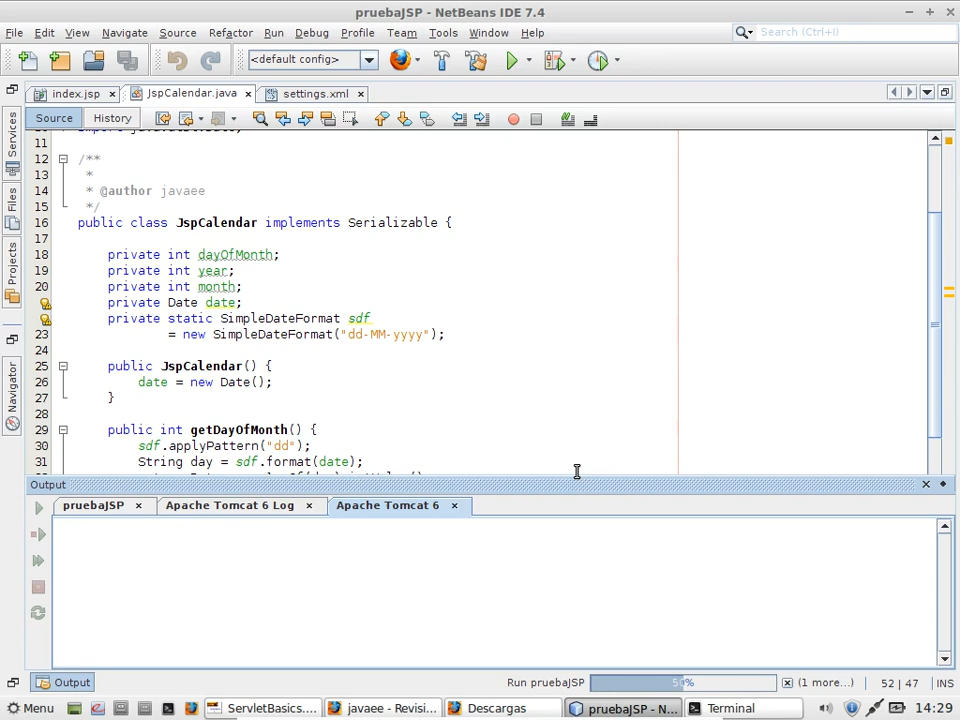 pruebaJSP - NetBeans IDE 7.4
File Edit View Navigate Source Refactor Run Debug Profile Team Tools Window Help
Search (Ctrl+I)
<default config>
index.jsp
JspCalendar.java
settings.xml
Source
History
Services
Files
Projects
Navigator
11
12 /**
13 *
14 * @author javaee
15 */
16 public class JspCalendar implements Serializable {
17
18 private int dayOfMonth;
19 private int year;
20 private int month;
private Date date;
private static SimpleDateFormat sdf
23 = new SimpleDateFormat("dd-MM-yyyy");
24
25 public JspCalendar() {
26 date = new Date();
27 }
28
29 public int getDayOfMonth() {
30 sdf.applyPattern("dd");
31 String day = sdf.format(date);
Output
pruebaJSP
Apache Tomcat 6 Log
Apache Tomcat 6
Output
Run pruebaJSP
(1 more...)
52 | 47
INS
Menu
ServletBasics....
javaee - Revisi...
Descargas
pruebaJSP - N...
Terminal
14:29